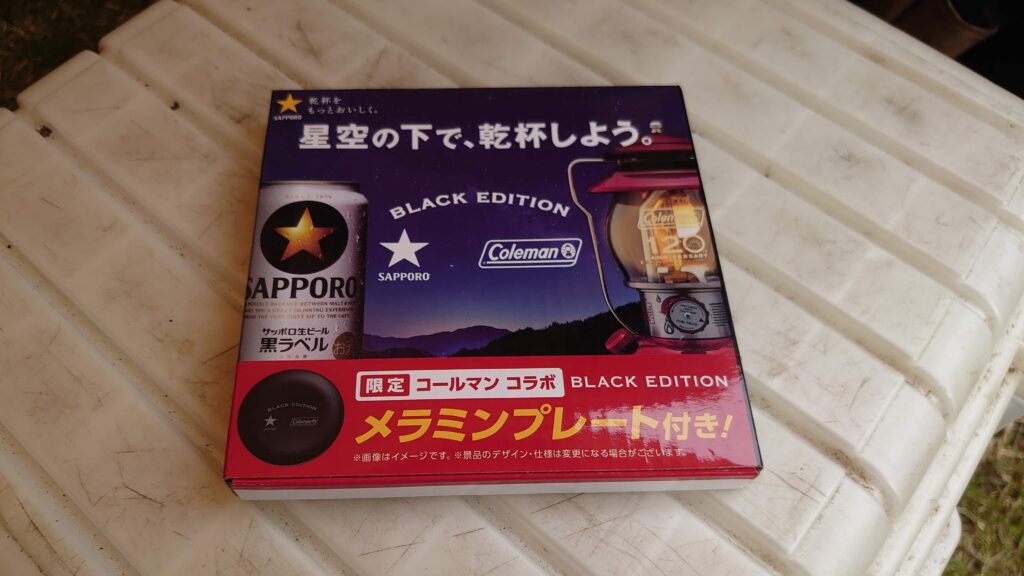 乾杯を
もっとおいしく。
SAPPORO
星空の下で、乾杯しよう。
BLACK EDITION
SAPPORO
Coleman
SINCE 1876
SAPPORO
サッポロ生ビール
黒ラベル
お酒
Coleman
120
ANNIVERSARY
限定 コールマン コラボ BLACK EDITION
メラミンプレート付き!
※画像はイメージです。※景品のデザイン・仕様は変更になる場合がございます。
BLACK EDITION
Coleman